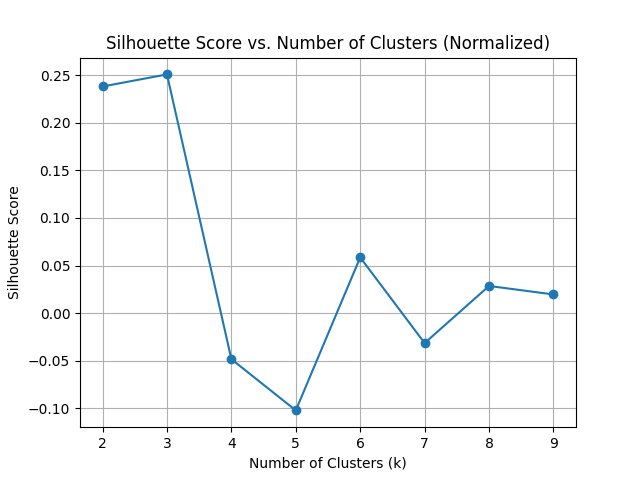 Silhouette Score vs. Number of Clusters (Normalized)
Silhouette Score
0.25
0.20
0.15
0.10
0.05
0.00
−0.05
−0.10
2 3 4 5 6 7 8 9
Number of Clusters (k)